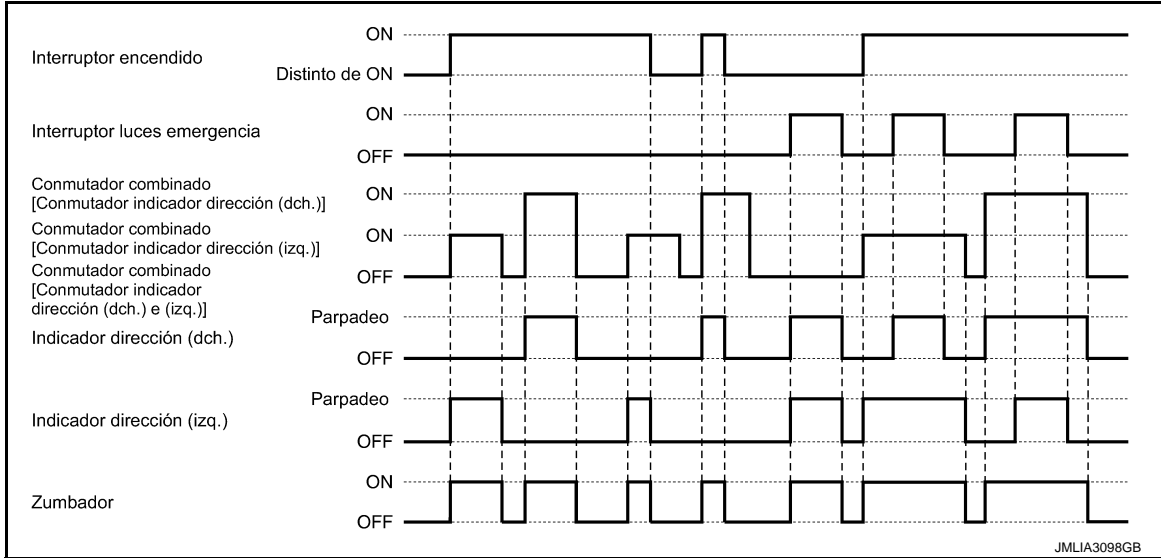 Interruptor encendido
ON
Distinto de ON
Interruptor luces emergencia
ON
OFF
Conmutador combinado
[Conmutador indicador dirección (dch.)]
ON
Conmutador combinado
[Conmutador indicador dirección (izq.)]
ON
Conmutador combinado
[Conmutador indicador
dirección (dch.) e (izq.)]
OFF
Indicador dirección (dch.)
Parpadeo
OFF
Indicador dirección (izq.)
Parpadeo
OFF
Zumbador
ON
OFF
JMLIA3098GB